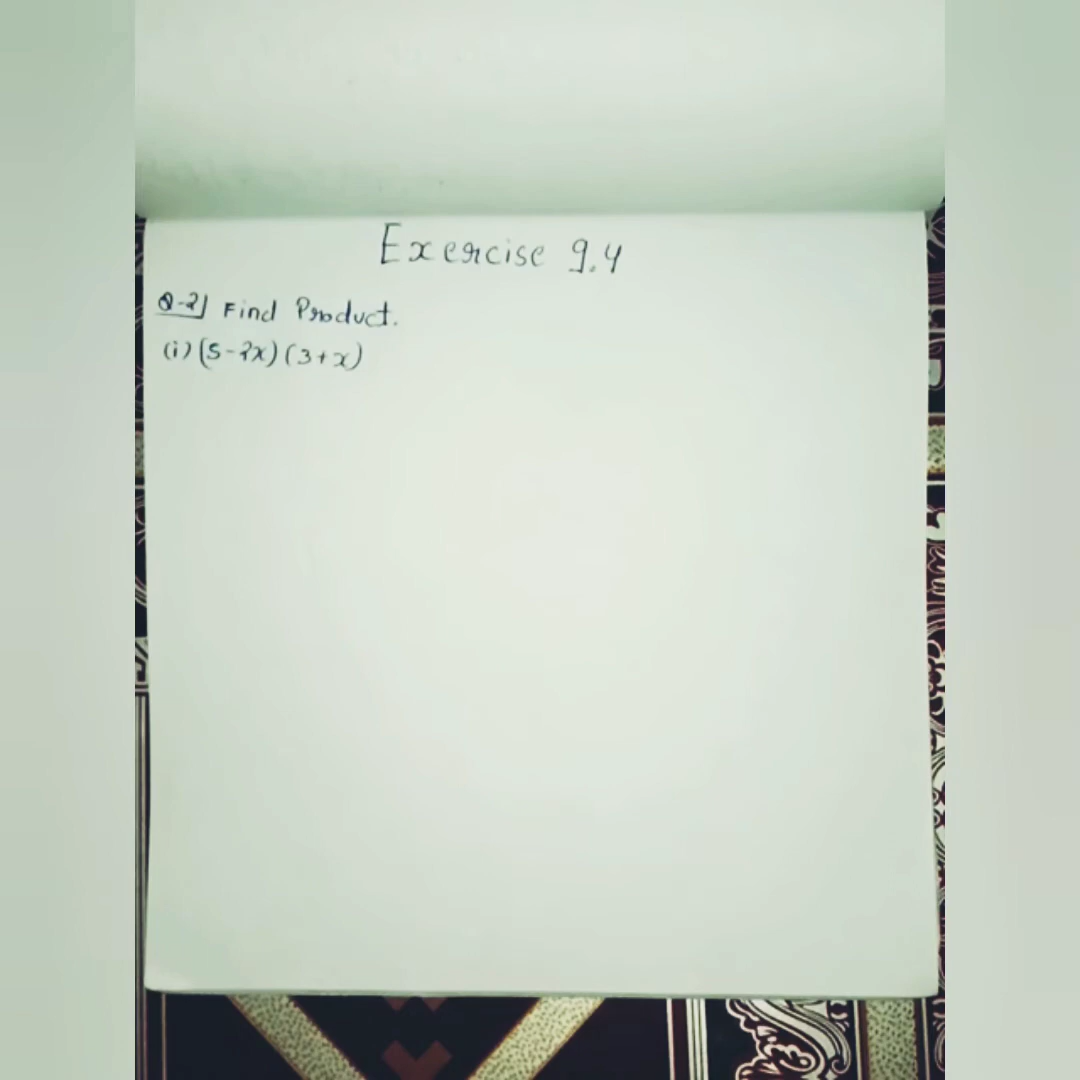 Exercise 9.4
Q-2] Find Product.
(i) (5-2x) (3+x)